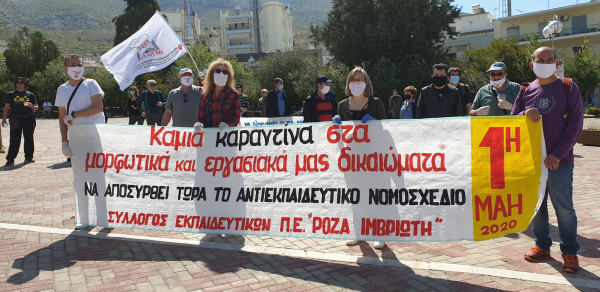 Καμία καραντίνα στα
μορφωτικά και εργασιακά μας δικαιώματα
ΝΑ ΑΠΟΣΥΡΘΕΙ ΤΩΡΑ ΤΟ ΑΝΤΙΕΚΠΑΙΔΕΥΤΙΚΟ ΝΟΜΟΣΧΕΔΙΟ
ΣΥΛΛΟΓΟΣ ΕΚΠΑΙΔΕΥΤΙΚΩΝ Π.Ε. "ΡΟΖΑ ΙΜΒΡΙΩΤΗ"
1Η
ΜΑΗ
2020